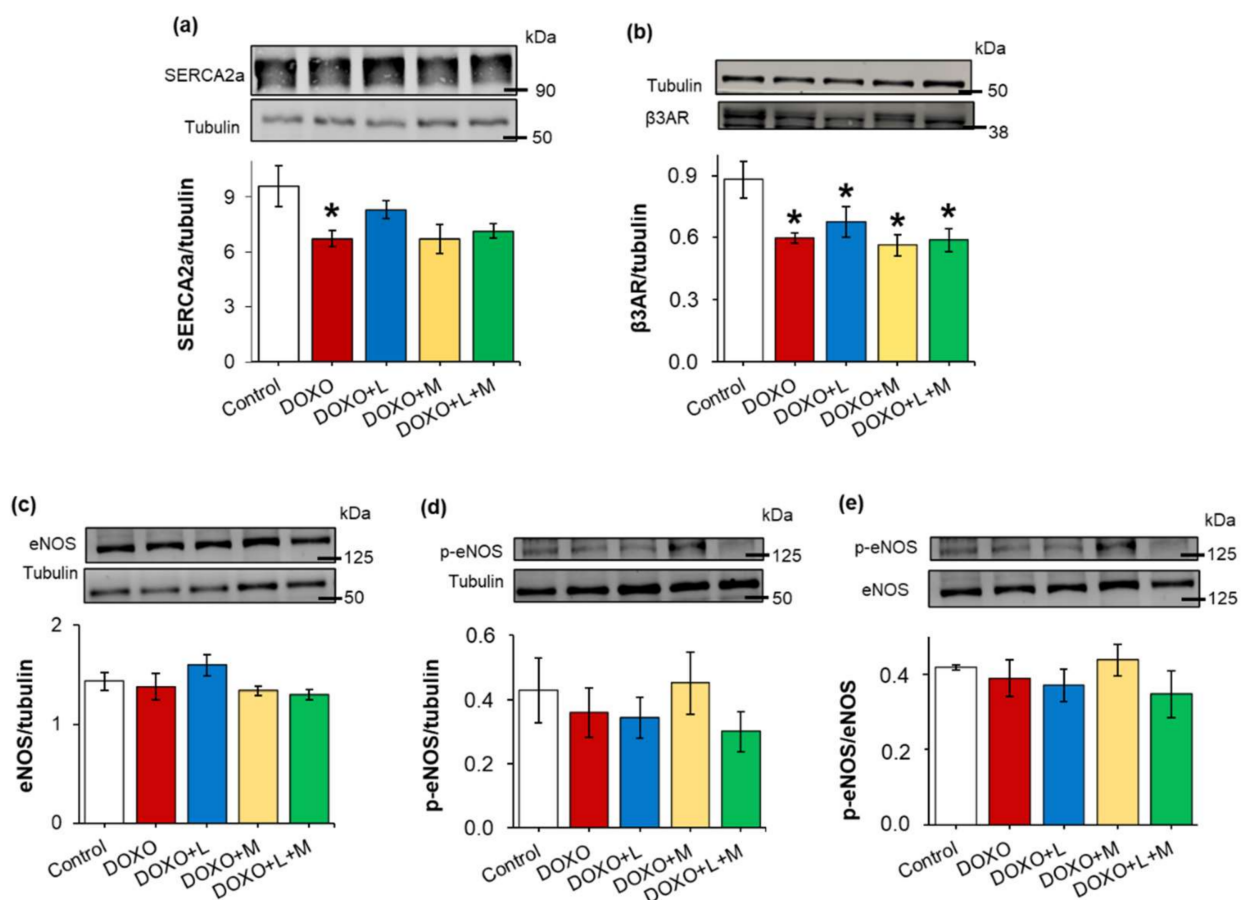 (a)
kDa
SERCA2a
90
Tubulin
50
SERCA2a/tubulin
9
6
3
0
*
Control
DOXO
DOXO+L
DOXO+M
DOXO+L+M
(b)
kDa
Tubulin
50
β3AR
38
β3AR/tubulin
0.9
0.6
0.3
0.0
*
*
*
*
Control
DOXO
DOXO+L
DOXO+M
DOXO+L+M
(c)
kDa
eNOS
125
Tubulin
50
eNOS/tubulin
2
1
0
Control
DOXO
DOXO+L
DOXO+M
DOXO+L+M
(d)
kDa
p-eNOS
125
Tubulin
50
p-eNOS/tubulin
0.6
0.4
0.2
0.0
Control
DOXO
DOXO+L
DOXO+M
DOXO+L+M
(e)
kDa
p-eNOS
125
eNOS
125
p-eNOS/eNOS
0.4
0.2
0.0
Control
DOXO
DOXO+L
DOXO+M
DOXO+L+M